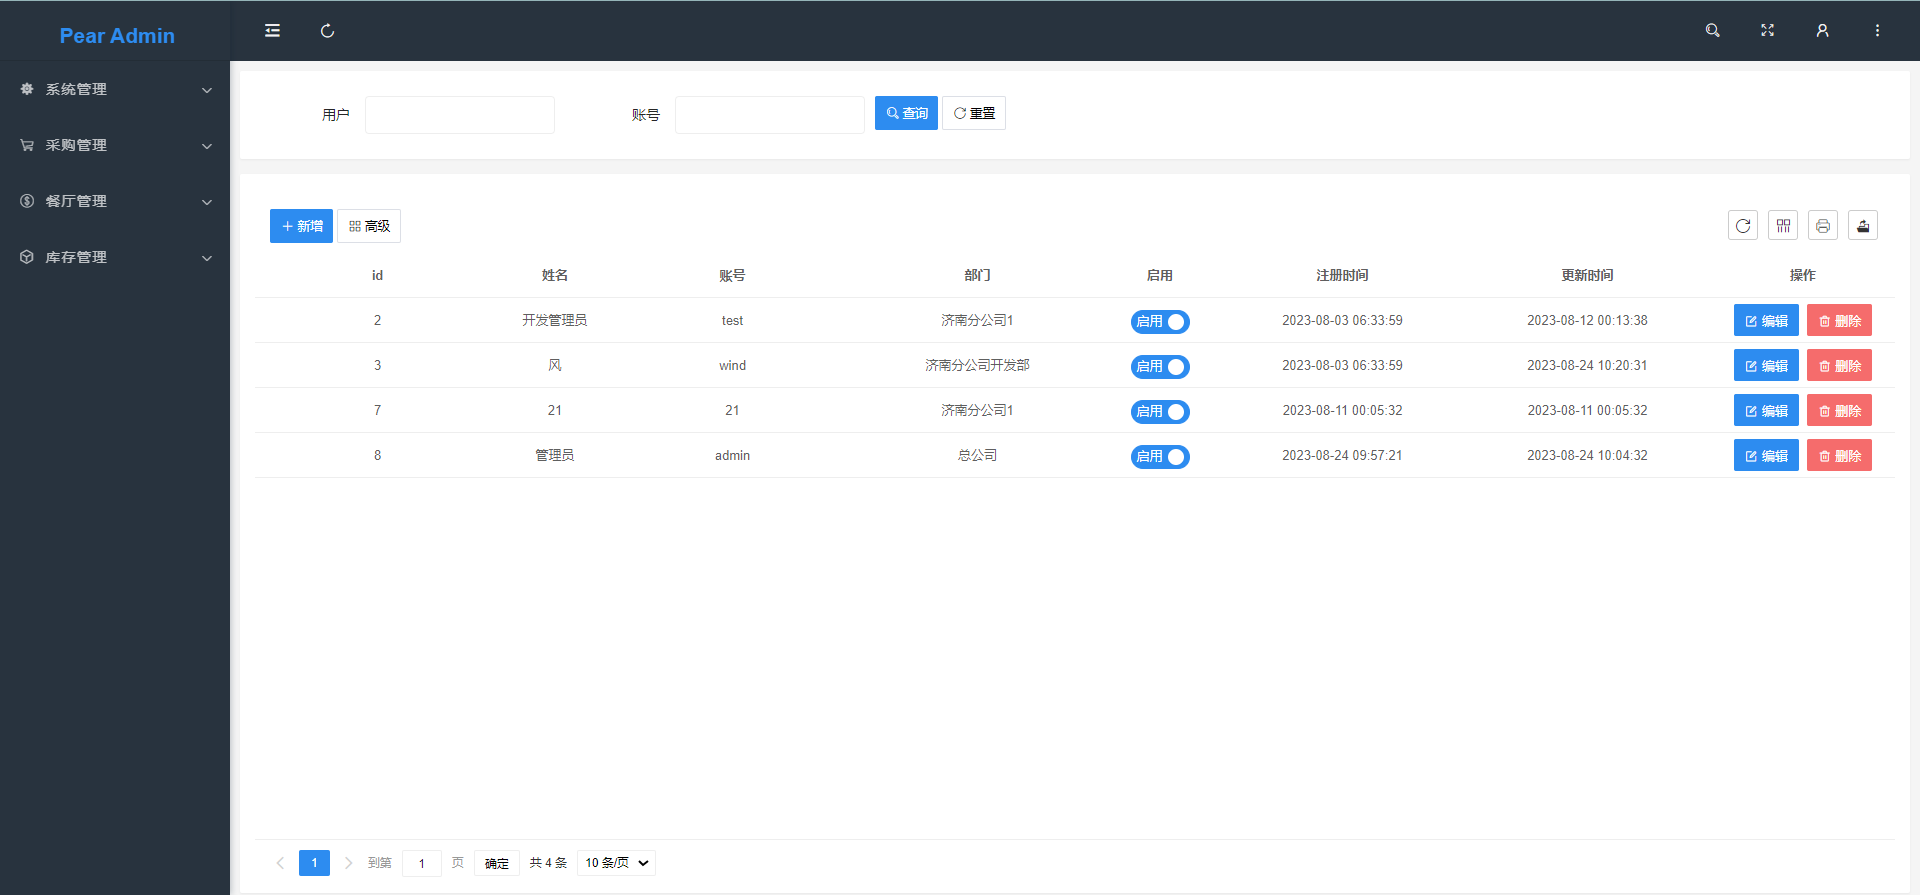 Pear Admin
系统管理
采购管理
餐厅管理
库存管理
用户 账号 查询 重置
新增 高级
id 姓名 账号 部门 启用 注册时间 更新时间 操作
2 开发管理员 test 济南分公司1 启用 2023-08-03 06:33:59 2023-08-12 00:13:38 编辑 删除
3 风 wind 济南分公司开发部 启用 2023-08-03 06:33:59 2023-08-24 10:20:31 编辑 删除
7 21 21 济南分公司1 启用 2023-08-11 00:05:32 2023-08-11 00:05:32 编辑 删除
8 管理员 admin 总公司 启用 2023-08-24 09:57:21 2023-08-24 10:04:32 编辑 删除
1 到第 1 页 确定 共 4 条 10 条/页